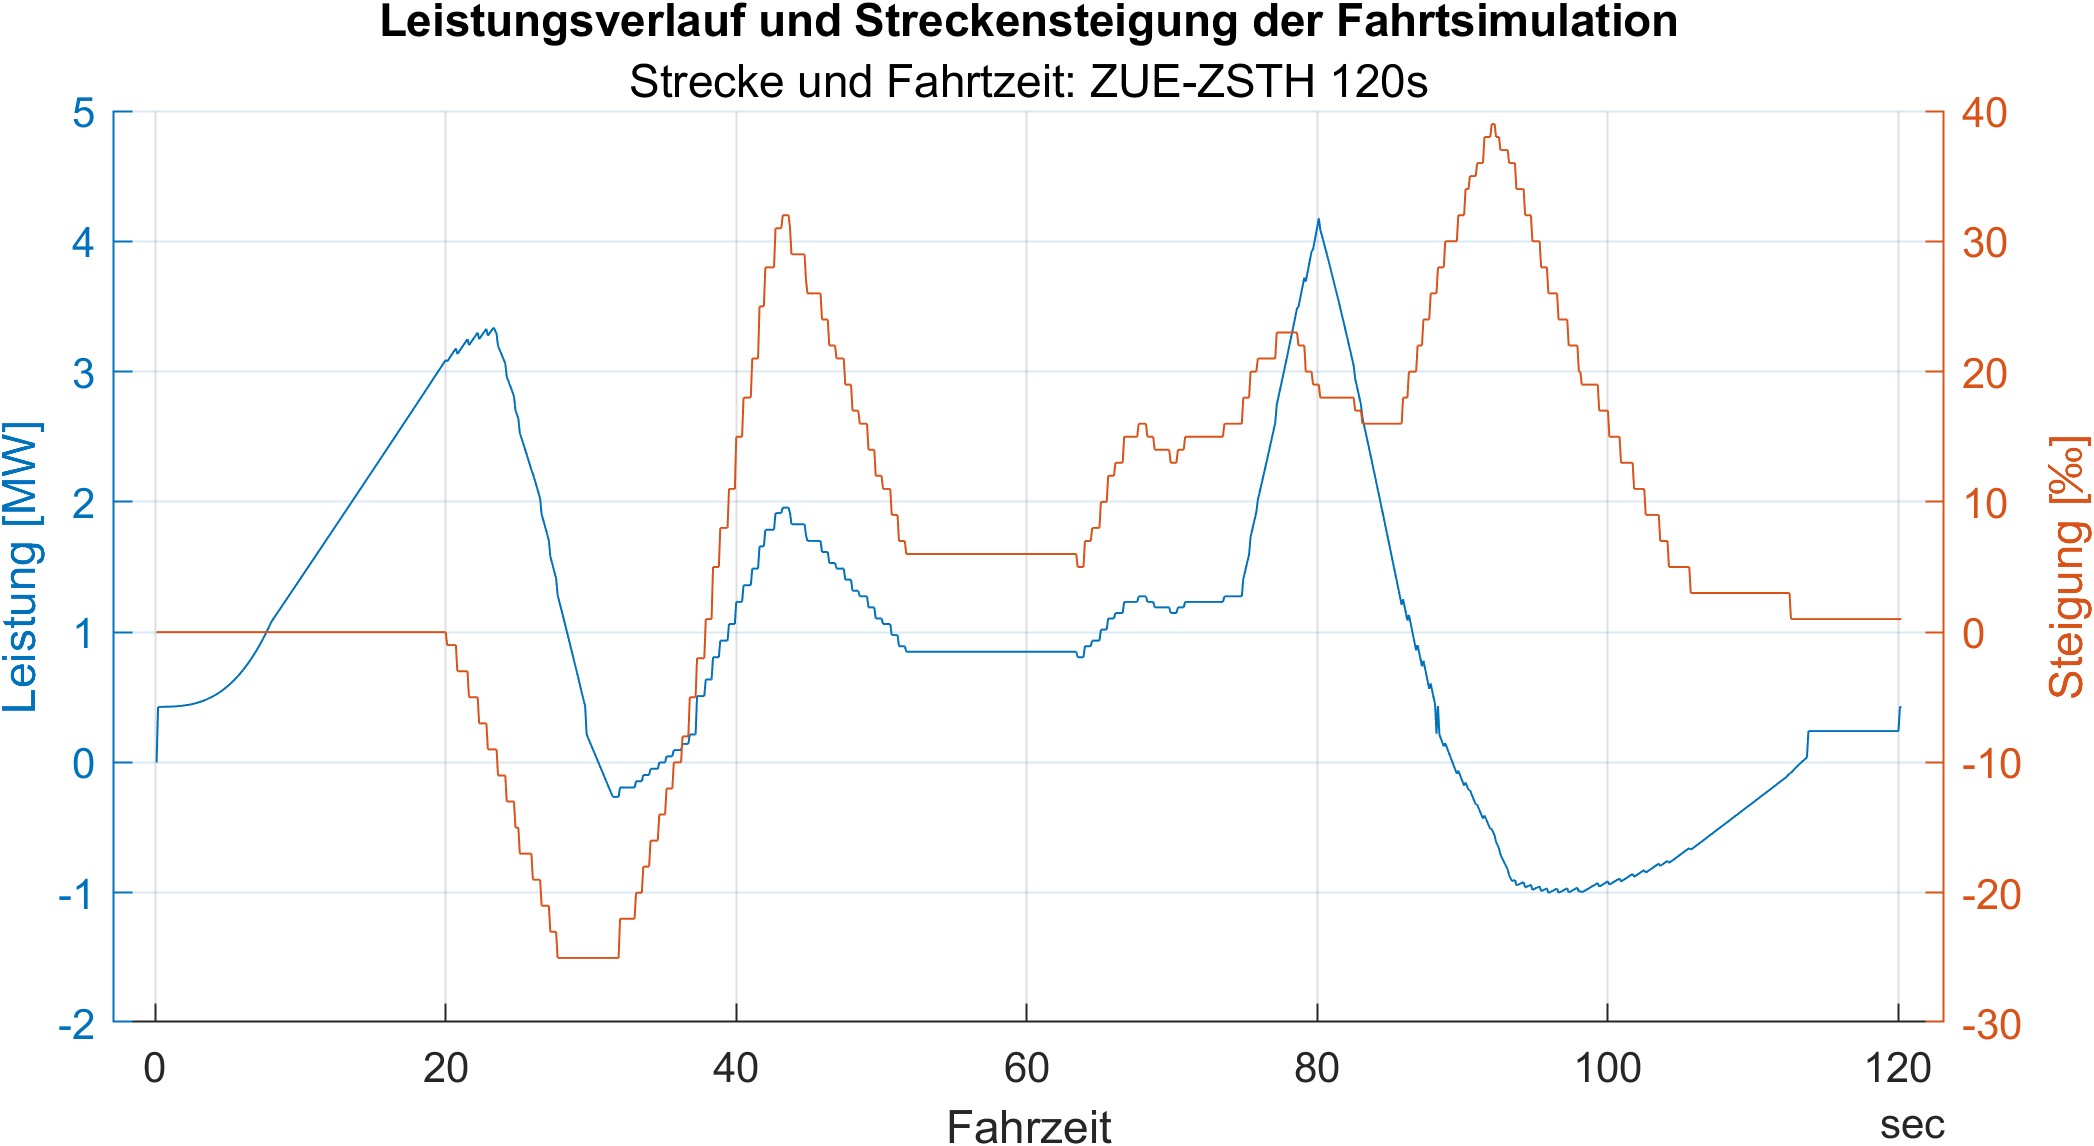 Leistungsverlauf und Streckensteigung der Fahrtsimulation
Strecke und Fahrtzeit: ZUE-ZSTH 120s
Leistung [MW]
5
4
3
2
1
0
-1
-2
Steigung [‰]
40
30
20
10
0
-10
-20
-30
0 20 40 60 80 100 120
Fahrzeit
sec